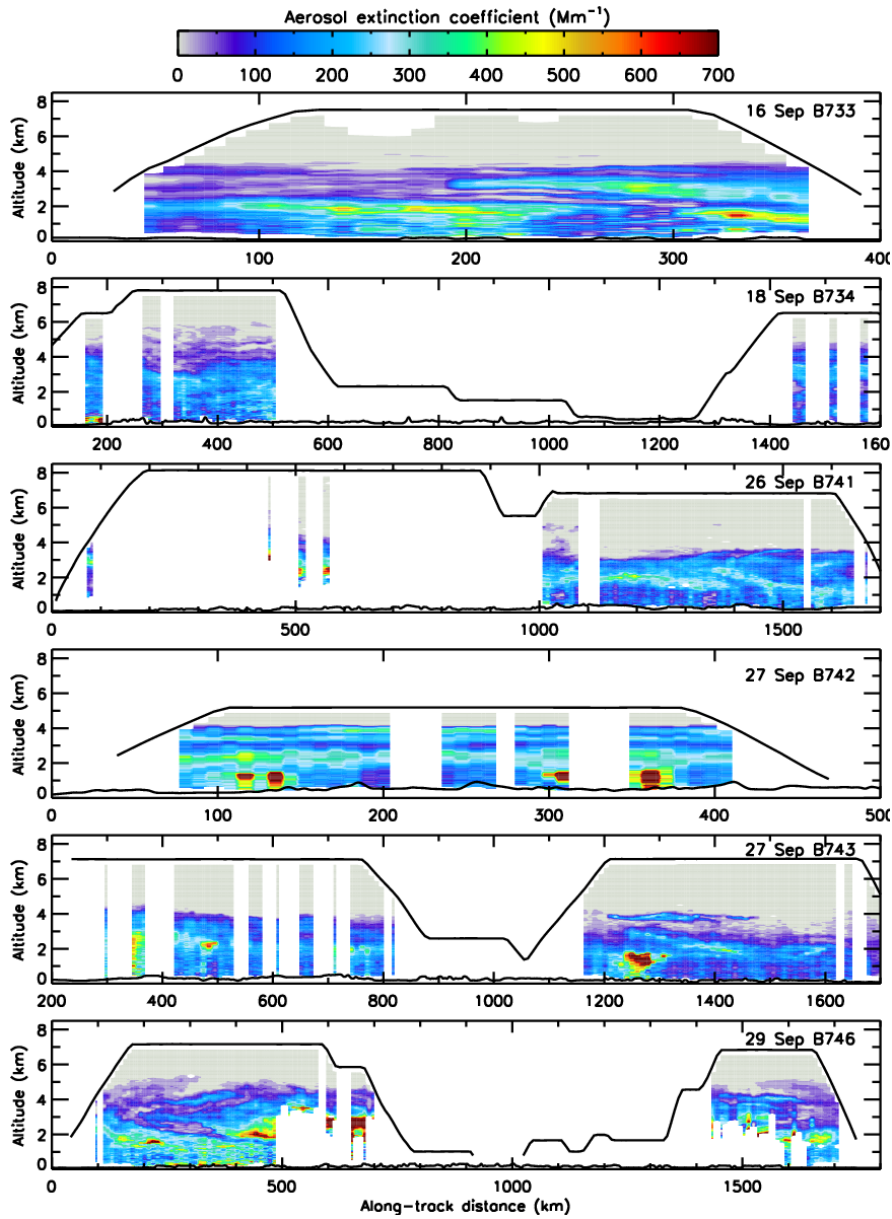 Aerosol extinction coefficient (Mm⁻¹)
0 100 200 300 400 500 600 700
16 Sep B733
Altitude (km)
8
6
4
2
0
0 100 200 300 400
18 Sep B734
Altitude (km)
8
6
4
2
0
200 400 600 800 1000 1200 1400 1600
26 Sep B741
Altitude (km)
8
6
4
2
0
0 500 1000 1500
27 Sep B742
Altitude (km)
8
6
4
2
0
0 100 200 300 400 500
27 Sep B743
Altitude (km)
8
6
4
2
0
200 400 600 800 1000 1200 1400 1600
29 Sep B746
Altitude (km)
8
6
4
2
0
0 500 1000 1500
Along-track distance (km)